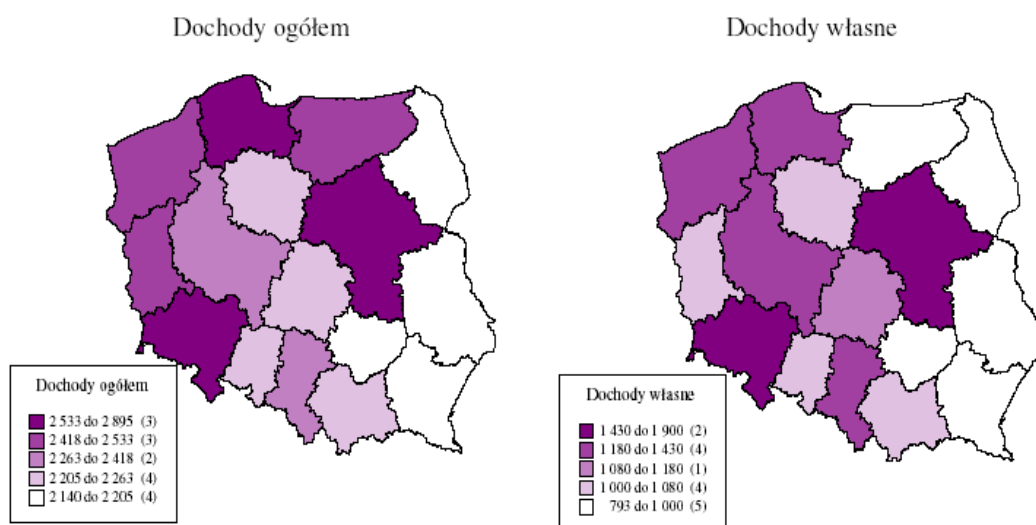 Dochody ogółem
Dochody własne
Dochody ogółem
2 533 do 2 895 (3)
2 418 do 2 533 (3)
2 263 do 2 418 (2)
2 205 do 2 263 (4)
2 140 do 2 205 (4)
Dochody własne
1 430 do 1 900 (2)
1 180 do 1 430 (4)
1 080 do 1 180 (1)
1 000 do 1 080 (4)
793 do 1 000 (5)